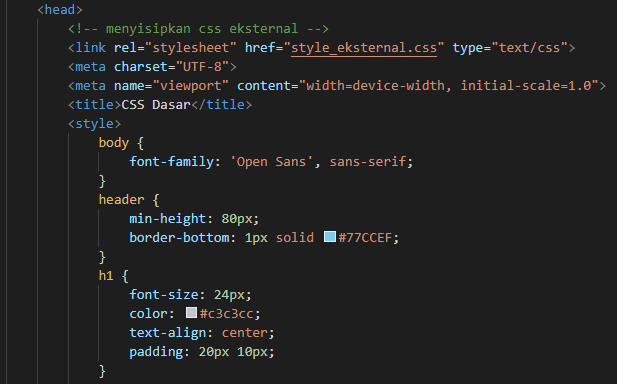 <head>
<!-- menyisipkan css eksternal -->
<link rel="stylesheet" href="style_eksternal.css" type="text/css">
<meta charset="UTF-8">
<meta name="viewport" content="width=device-width, initial-scale=1.0">
<title>CSS Dasar</title>
<style>
body {
font-family: 'Open Sans', sans-serif;
}
header {
min-height: 80px;
border-bottom: 1px solid #77CCEF;
}
h1 {
font-size: 24px;
color: #c3c3cc;
text-align: center;
padding: 20px 10px;
}